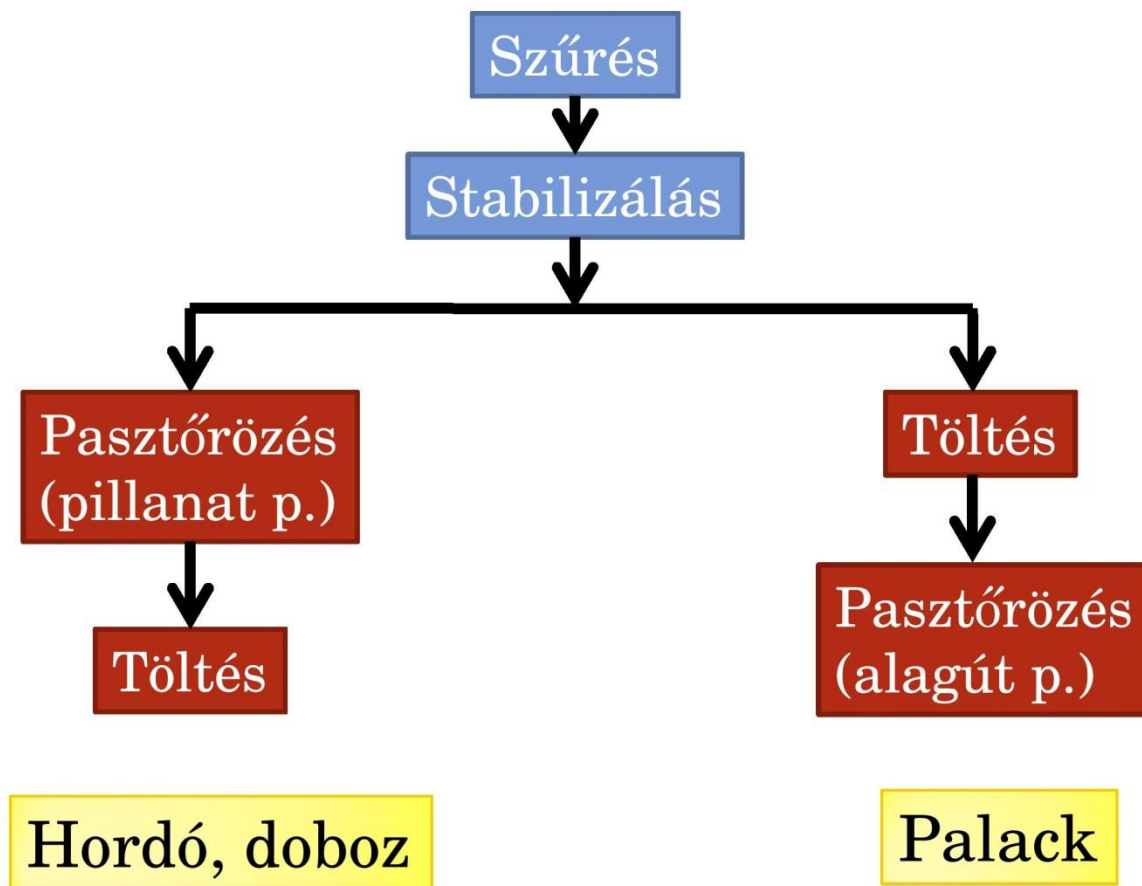 Szűrés
Stabilizálás
Pasztőrözés
(pillanat p.)
Töltés
Hordó, doboz
Töltés
Pasztőrözés
(alagút p.)
Palack